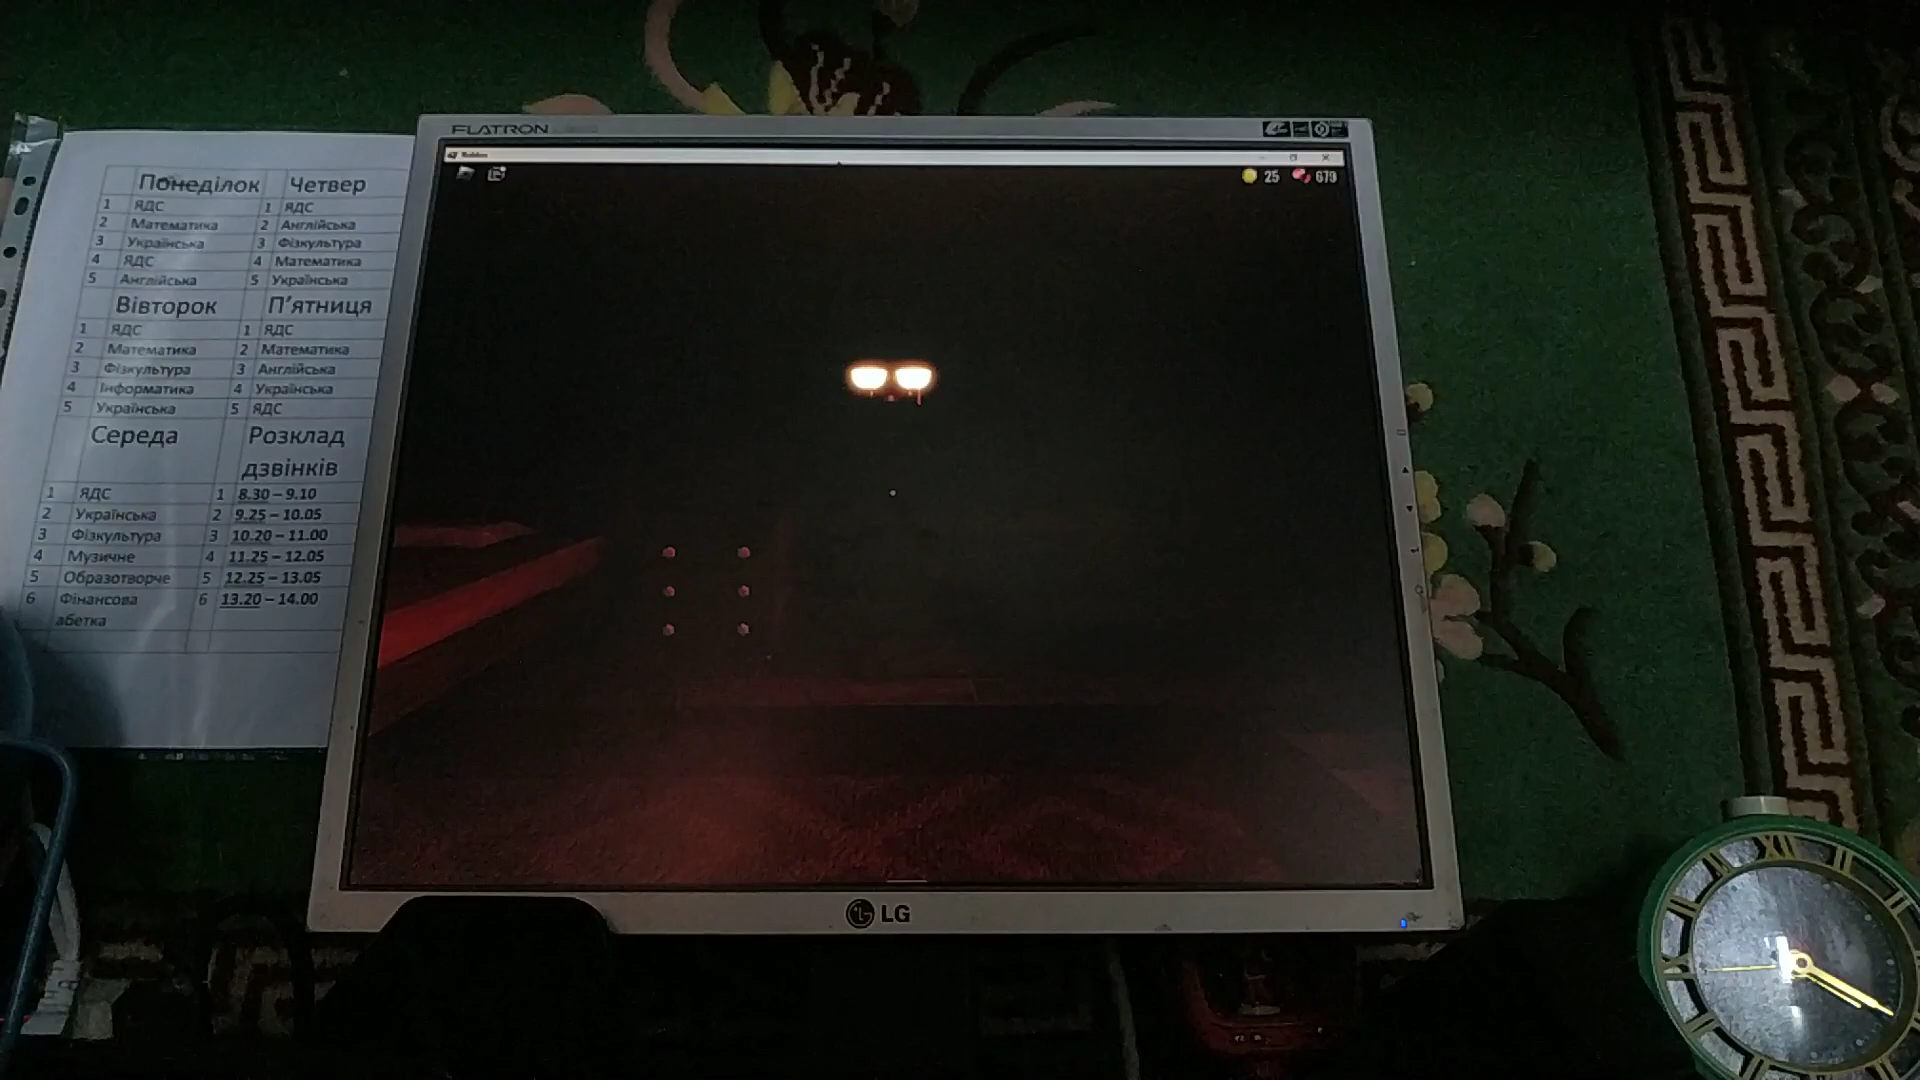 Понеділок Четвер
1 ЯДС 1 ЯДС
2 Математика 2 Англійська
3 Українська 3 Фізкультура
4 ЯДС 4 Математика
5 Англійська 5 Українська
Вівторок П'ятниця
1 ЯДС 1 ЯДС
2 Математика 2 Математика
3 Фізкультура 3 Англійська
4 Інформатика 4 Українська
5 Українська 5 ЯДС
Середа Розклад
дзвінків
1 ЯДС 1 8.30 – 9.10
2 Українська 2 9.25 – 10.05
3 Фізкультура 3 10.20 – 11.00
4 Музичне 4 11.25 – 12.05
5 Образотворче 5 12.25 – 13.05
6 Фінансова 6 13.20 – 14.00
абетка
FLATRON
Roblox
25 679
LG